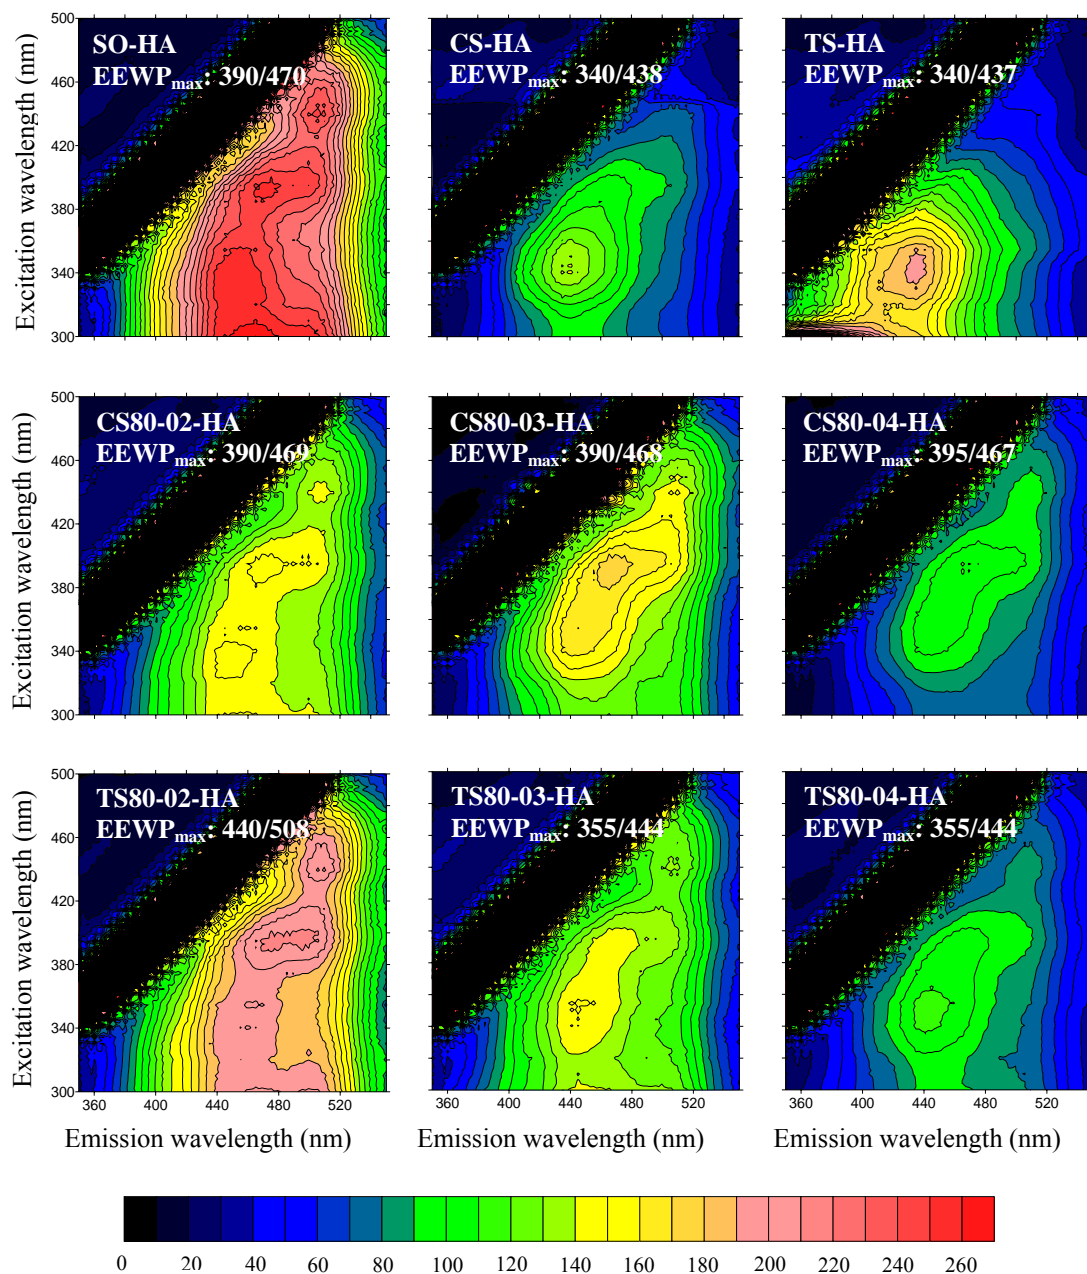 SO-HA
EEWPmax: 390/470
CS-HA
EEWPmax: 340/438
TS-HA
EEWPmax: 340/437
Excitation wavelength (nm)
500
460
420
380
340
300
CS80-02-HA
EEWPmax: 390/469
CS80-03-HA
EEWPmax: 390/468
CS80-04-HA
EEWPmax: 395/467
Excitation wavelength (nm)
500
460
420
380
340
300
TS80-02-HA
EEWPmax: 440/508
TS80-03-HA
EEWPmax: 355/444
TS80-04-HA
EEWPmax: 355/444
Excitation wavelength (nm)
500
460
420
380
340
300
360 400 440 480 520
360 400 440 480 520
360 400 440 480 520
Emission wavelength (nm)
Emission wavelength (nm)
Emission wavelength (nm)
0 20 40 60 80 100 120 140 160 180 200 220 240 260